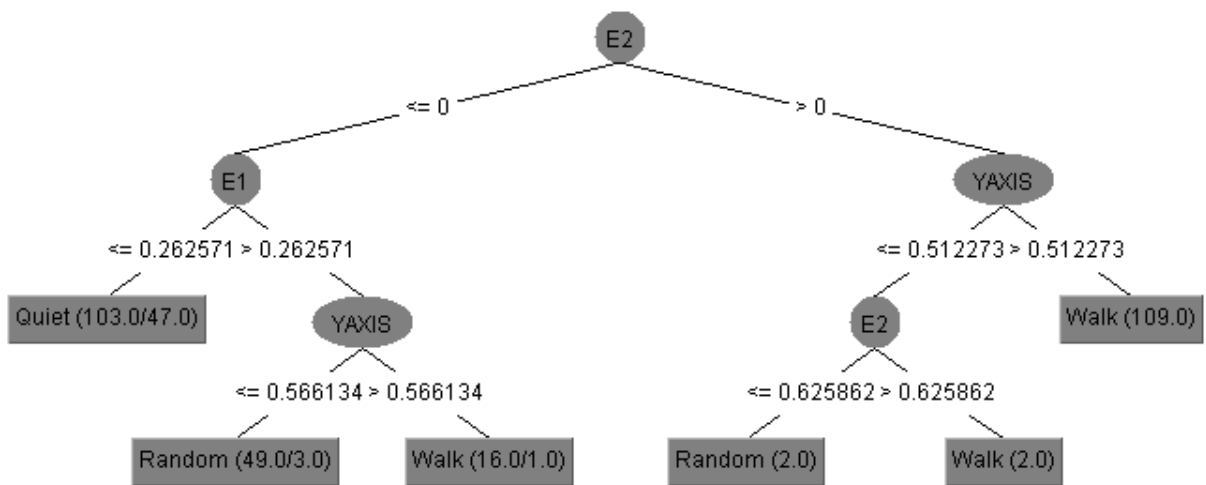 E2
<= 0 > 0
E1 YAXIS
<= 0.262571 > 0.262571 <= 0.512273 > 0.512273
Quiet (103.0/47.0) YAXIS E2 Walk (109.0)
<= 0.566134 > 0.566134 <= 0.625862 > 0.625862
Random (49.0/3.0) Walk (16.0/1.0) Random (2.0) Walk (2.0)